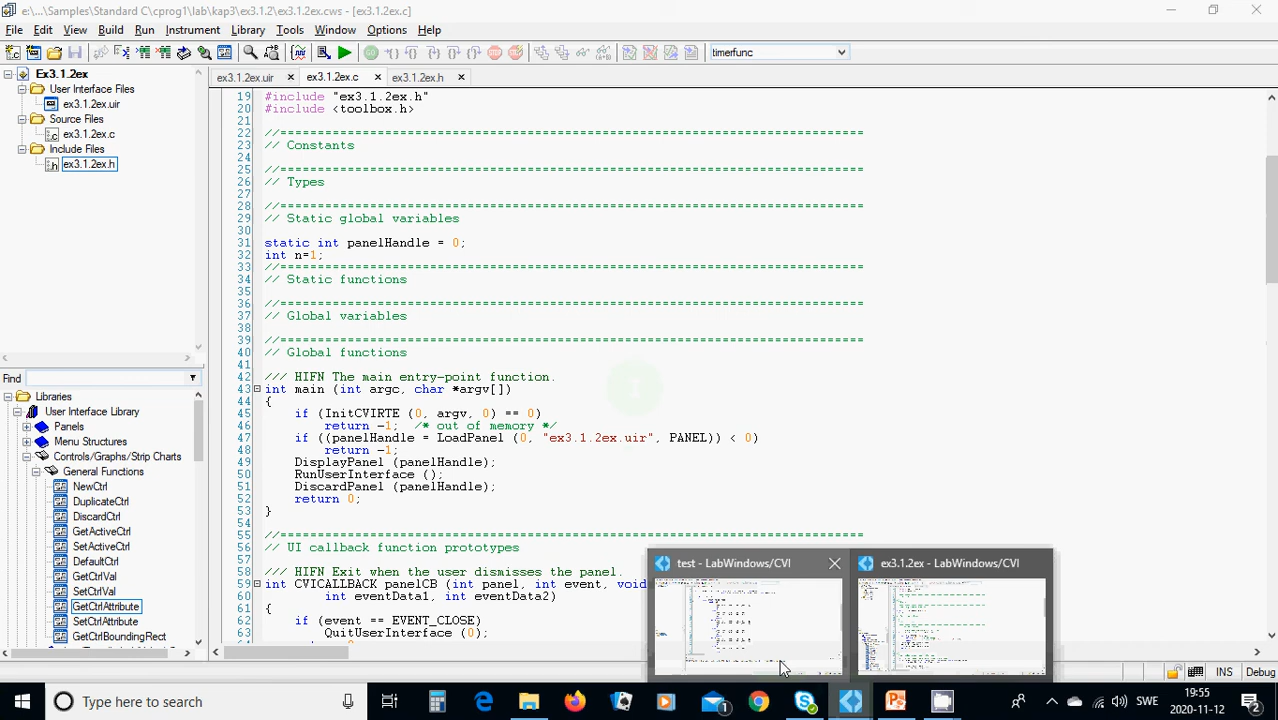 e:\...\Samples\Standard C\cprog1\lab\kap3\ex3.1.2\ex3.1.2ex.cws - [ex3.1.2ex.c]
File Edit View Build Run Instrument Library Tools Window Options Help
timerfunc
Ex3.1.2ex
User Interface Files
ex3.1.2ex.uir
Source Files
ex3.1.2ex.c
Include Files
ex3.1.2ex.h
Find
Libraries
User Interface Library
Panels
Menu Structures
Controls/Graphs/Strip Charts
General Functions
NewCtrl
DuplicateCtrl
DiscardCtrl
GetActiveCtrl
SetActiveCtrl
DefaultCtrl
GetCtrlVal
SetCtrlVal
GetCtrlAttribute
SetCtrlAttribute
GetCtrlBoundingRect
ex3.1.2ex.uir ex3.1.2ex.c ex3.1.2ex.h
19 #include "ex3.1.2ex.h"
20 #include <toolbox.h>
21
22 //==============================================================================
23 // Constants
24
25 //==============================================================================
26 // Types
27
28 //==============================================================================
29 // Static global variables
30
31 static int panelHandle = 0;
32 int n=1;
33 //==============================================================================
34 // Static functions
35
36 //==============================================================================
37 // Global variables
38
39 //==============================================================================
40 // Global functions
41
42 /// HIFN The main entry-point function.
43 int main (int argc, char *argv[])
44 {
45 if (InitCVIRTE (0, argv, 0) == 0)
46 return -1; /* out of memory */
47 if ((panelHandle = LoadPanel (0, "ex3.1.2ex.uir", PANEL)) < 0)
48 return -1;
49 DisplayPanel (panelHandle);
50 RunUserInterface ();
51 DiscardPanel (panelHandle);
52 return 0;
53 }
54
55 //==============================================================================
56 // UI callback function prototypes
57
58 /// HIFN Exit when the user dismisses the panel.
59 int CVICALLBACK panelCB (int panel, int event, void
60 int eventData1, int eventData2)
61 {
62 if (event == EVENT_CLOSE)
63 QuitUserInterface (0);
test - LabWindows/CVI
ex3.1.2ex - LabWindows/CVI
INS Debug
Type here to search
1
SWE
19:55
2020-11-12
2